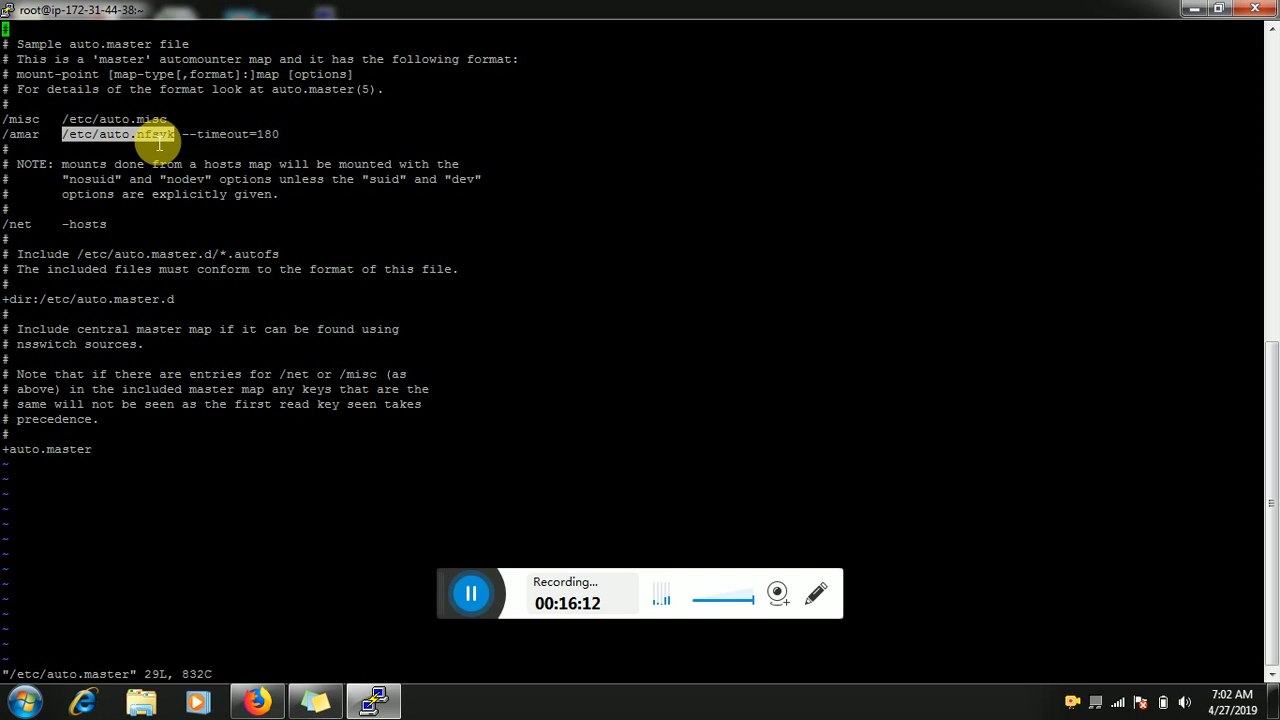 root@ip-172-31-44-38:~
#
# Sample auto.master file
# This is a 'master' automounter map and it has the following format:
# mount-point [map-type[,format]:]map [options]
# For details of the format look at auto.master(5).
#
/misc /etc/auto.misc
/amar /etc/auto.nfsvk --timeout=180
#
# NOTE: mounts done from a hosts map will be mounted with the
# "nosuid" and "nodev" options unless the "suid" and "dev"
# options are explicitly given.
#
/net -hosts
#
# Include /etc/auto.master.d/*.autofs
# The included files must conform to the format of this file.
#
+dir:/etc/auto.master.d
#
# Include central master map if it can be found using
# nsswitch sources.
#
# Note that if there are entries for /net or /misc (as
# above) in the included master map any keys that are the
# same will not be seen as the first read key seen takes
# precedence.
#
+auto.master
~
~
~
~
~
~
~
~
~
~
~
~
~
~
"/etc/auto.master" 29L, 832C
Recording...
00:16:12
7:02 AM
4/27/2019